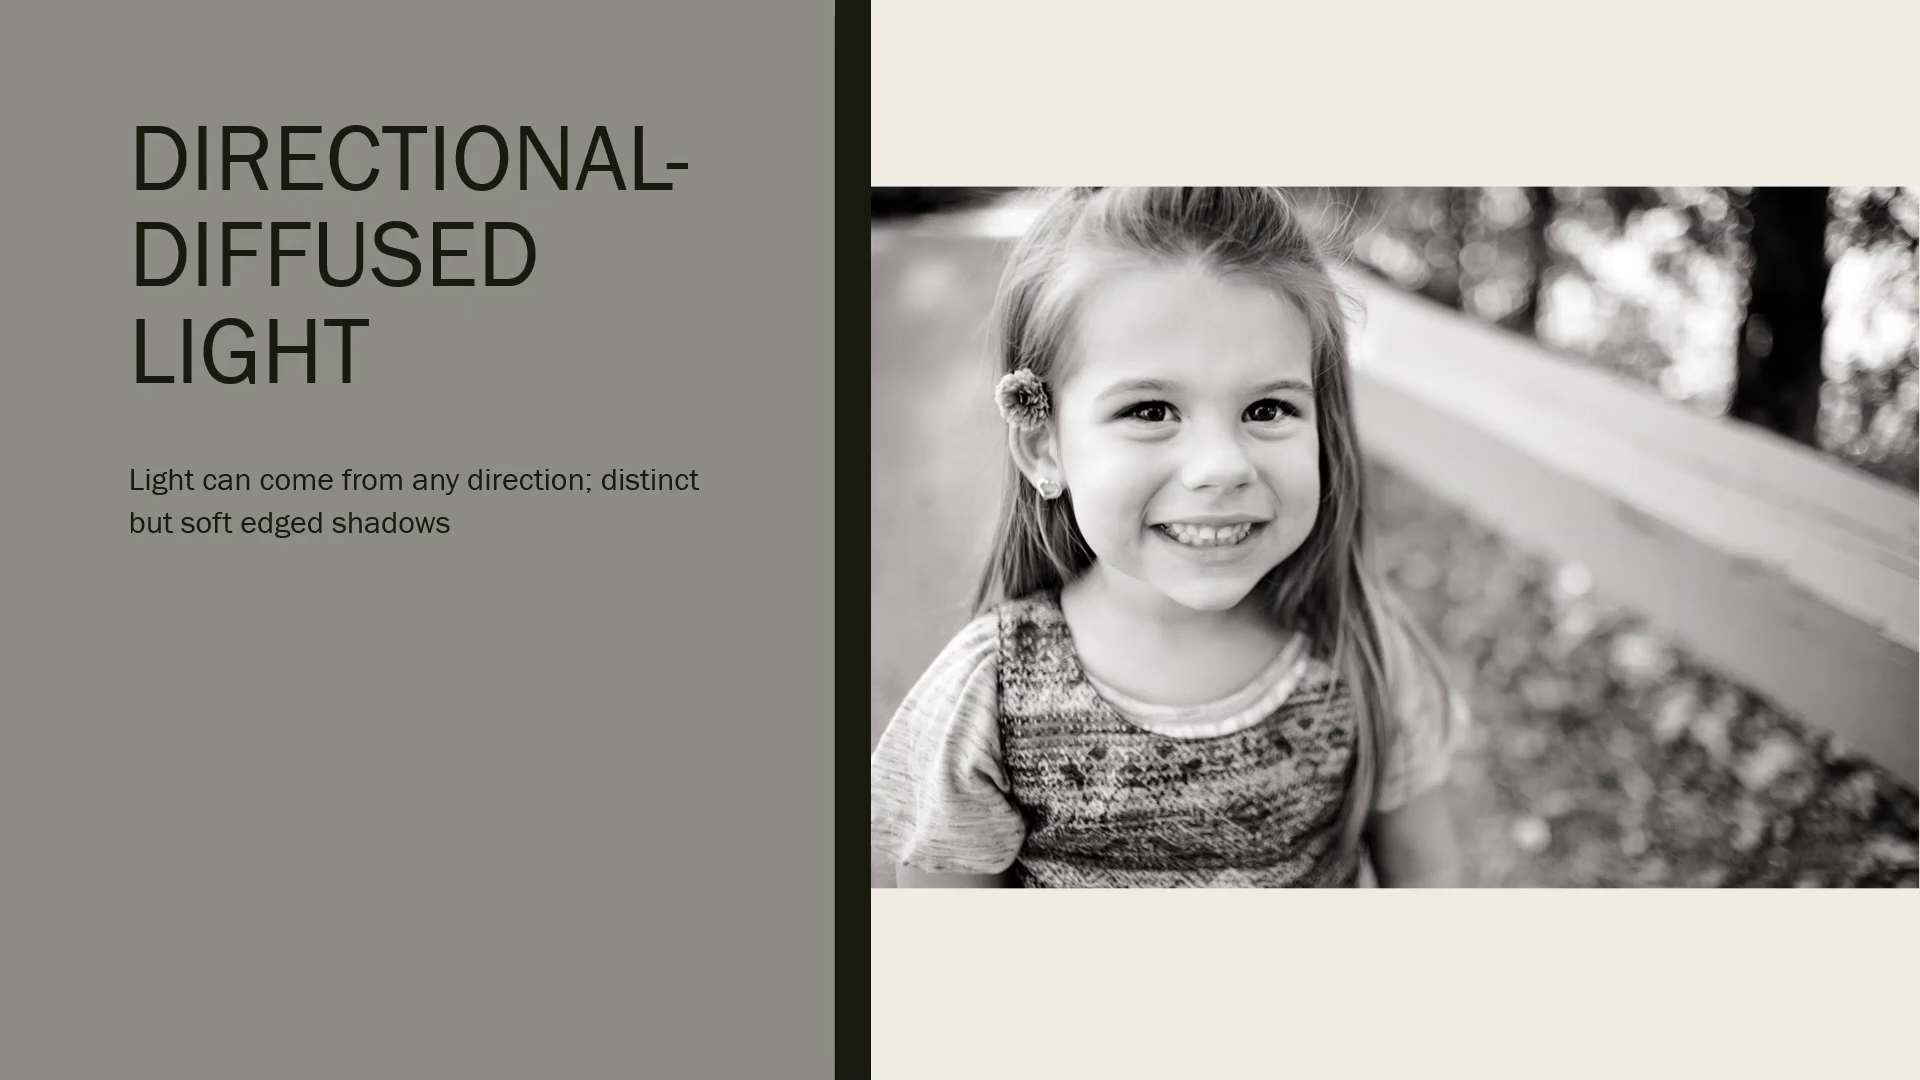 DIRECTIONAL-
DIFFUSED
LIGHT
Light can come from any direction; distinct
but soft edged shadows